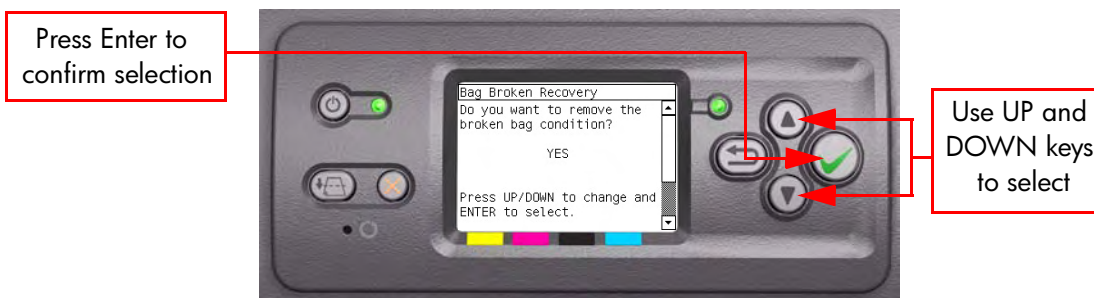 Press Enter to
confirm selection
Bag Broken Recovery
Do you want to remove the
broken bag condition?
YES
Press UP/DOWN to change and
ENTER to select.
Use UP and
DOWN keys
to select